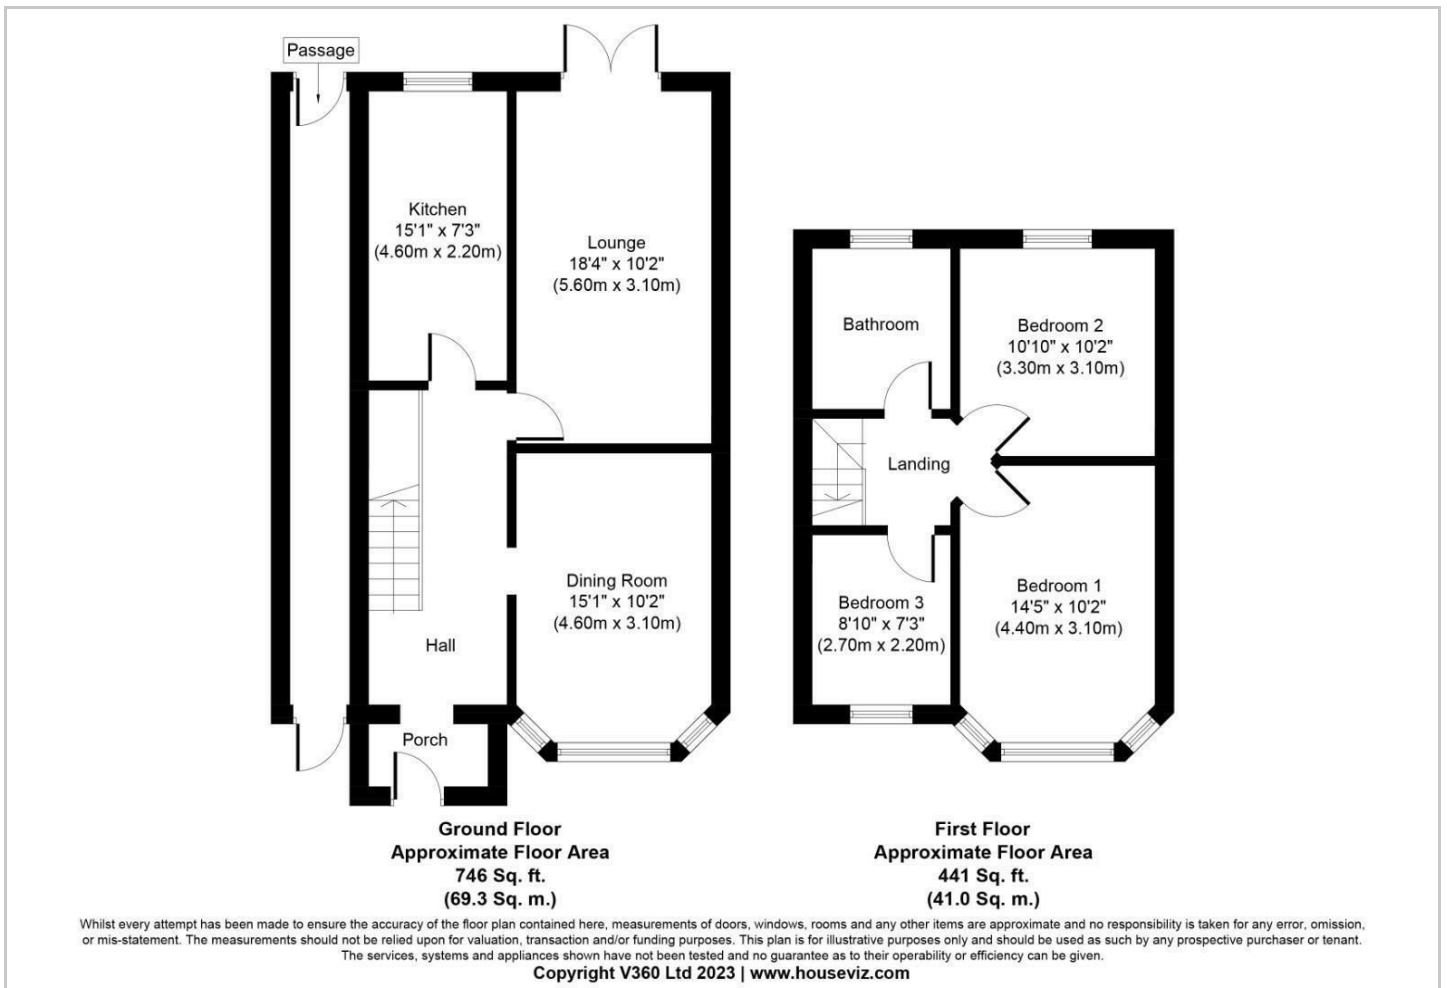 Passage
Kitchen
15'1" x 7'3"
(4.60m x 2.20m)
Lounge
18'4" x 10'2"
(5.60m x 3.10m)
Dining Room
15'1" x 10'2"
(4.60m x 3.10m)
Hall
Porch
Bathroom
Bedroom 2
10'10" x 10'2"
(3.30m x 3.10m)
Landing
Bedroom 3
8'10" x 7'3"
(2.70m x 2.20m)
Bedroom 1
14'5" x 10'2"
(4.40m x 3.10m)
Ground Floor
Approximate Floor Area
746 Sq. ft.
(69.3 Sq. m.)
First Floor
Approximate Floor Area
441 Sq. ft.
(41.0 Sq. m.)
Whilst every attempt has been made to ensure the accuracy of the floor plan contained here, measurements of doors, windows, rooms and any other items are approximate and no responsibility is taken for any error, omission,
or mis-statement. The measurements should not be relied upon for valuation, transaction and/or funding purposes. This plan is for illustrative purposes only and should be used as such by any prospective purchaser or tenant.
The services, systems and appliances shown have not been tested and no guarantee as to their operability or efficiency can be given.
Copyright V360 Ltd 2023 | www.houseviz.com